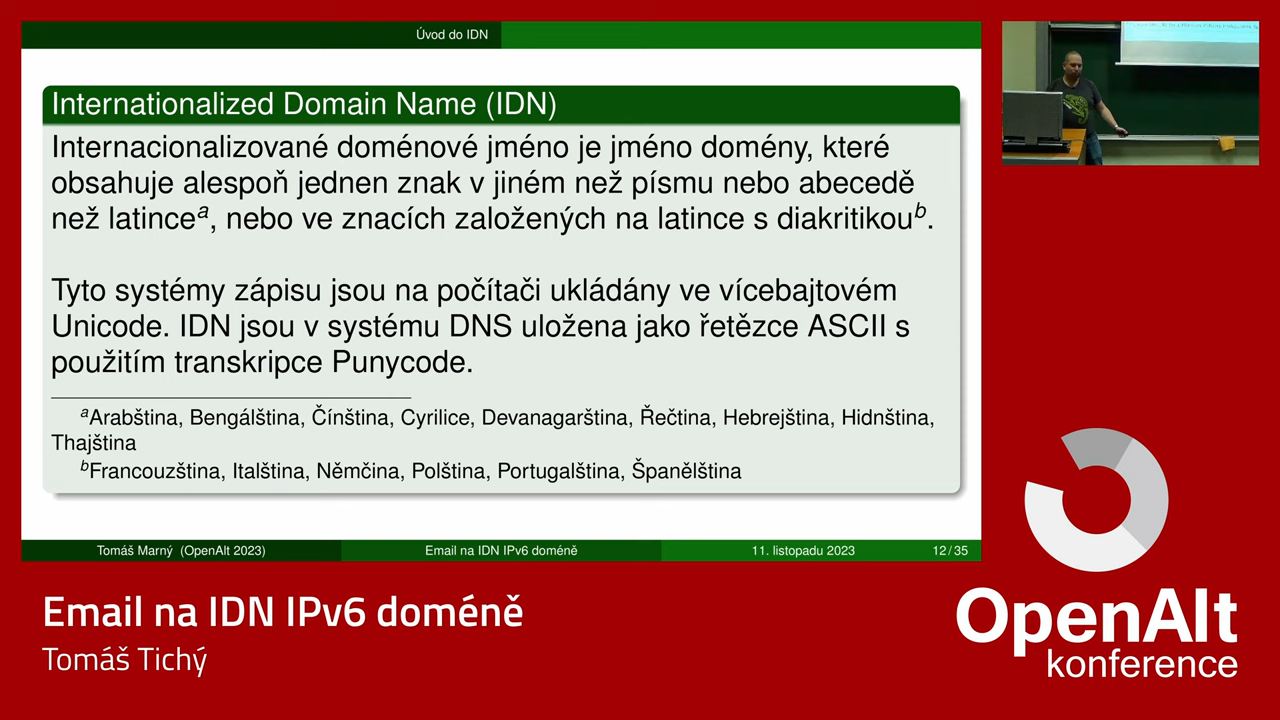 Úvod do IDN
Internationalized Domain Name (IDN)
Internacionalizované doménové jméno je jméno domény, které
obsahuje alespoň jednen znak v jiném než písmu nebo abecedě
než latinceᵃ, nebo ve znacích založených na latince s diakritikouᵇ.
Tyto systémy zápisu jsou na počítači ukládány ve vícebajtovém
Unicode. IDN jsou v systému DNS uložena jako řetězce ASCII s
použitím transkripce Punycode.
ᵃArabština, Bengálština, Čínština, Cyrilice, Devanagarština, Řečtina, Hebrejština, Hidnština,
Thajština
ᵇFrancouzština, Italština, Němčina, Polština, Portugalština, Španělština
Tomáš Marný (OpenAlt 2023) Email na IDN IPv6 doméně 11. listopadu 2023 12 / 35
Email na IDN IPv6 doméně
Tomáš Tichý
OpenAlt
konference